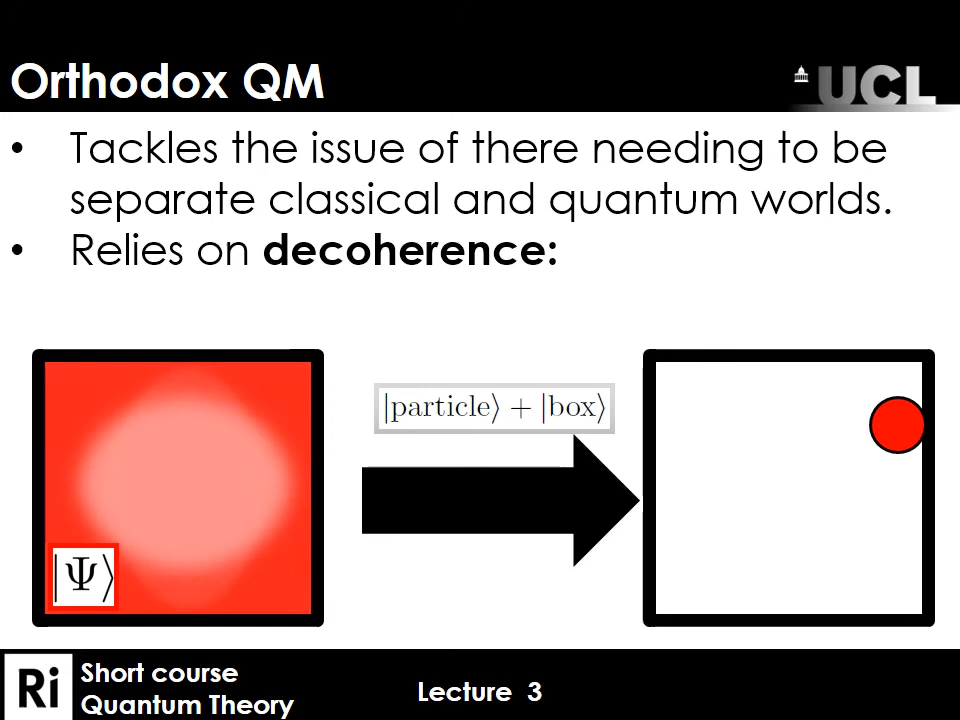 Orthodox QM
UCL
• Tackles the issue of there needing to be
separate classical and quantum worlds.
• Relies on decoherence:
|particle⟩ + |box⟩
|Ψ⟩
Ri
Short course
Quantum Theory
Lecture 3